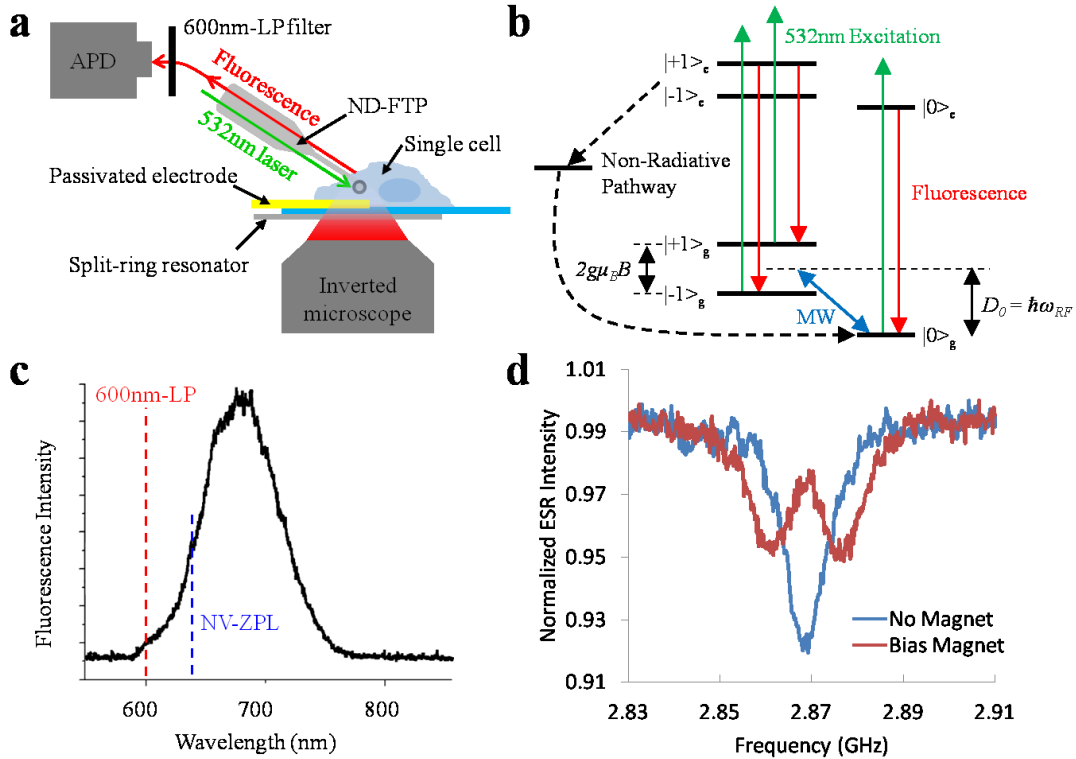 a
600nm-LP filter
APD
Fluorescence
ND-FTP
532nm laser
Single cell
Passivated electrode
Split-ring resonator
Inverted
microscope
b
532nm Excitation
|+1>e
|-1>e
|0>e
Non-Radiative
Pathway
Fluorescence
|+1>g
2gμBB
|-1>g
MW
D0 = ħωRF
|0>g
c
600nm-LP
NV-ZPL
Fluorescence Intensity
600
700
800
Wavelength (nm)
d
1.01
0.99
0.97
0.95
0.93
0.91
Normalized ESR Intensity
No Magnet
Bias Magnet
2.83
2.85
2.87
2.89
2.91
Frequency (GHz)